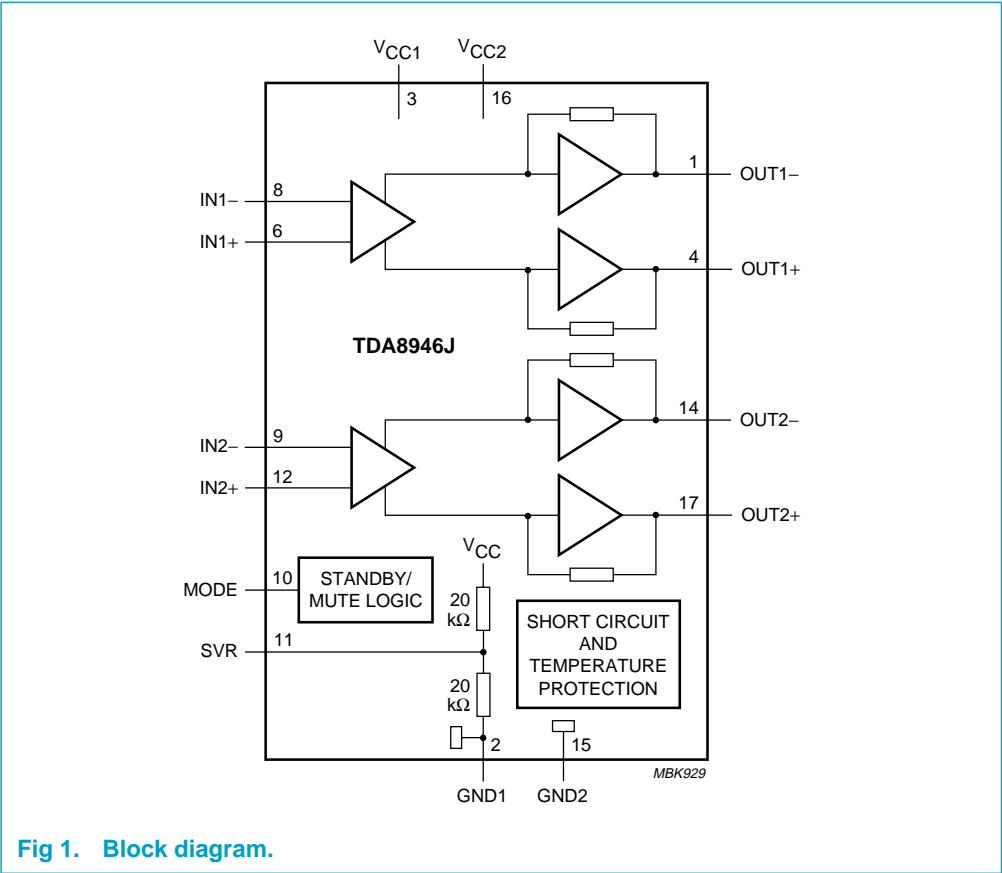 VCC1
VCC2
3
16
1
OUT1−
IN1−
8
IN1+
6
4
OUT1+
TDA8946J
14
OUT2−
IN2−
9
IN2+
12
17
OUT2+
VCC
MODE
10
STANDBY/
MUTE LOGIC
20
kΩ
SHORT CIRCUIT
AND
TEMPERATURE
PROTECTION
SVR
11
20
kΩ
2
15
MBK929
GND1
GND2
Fig 1. Block diagram.